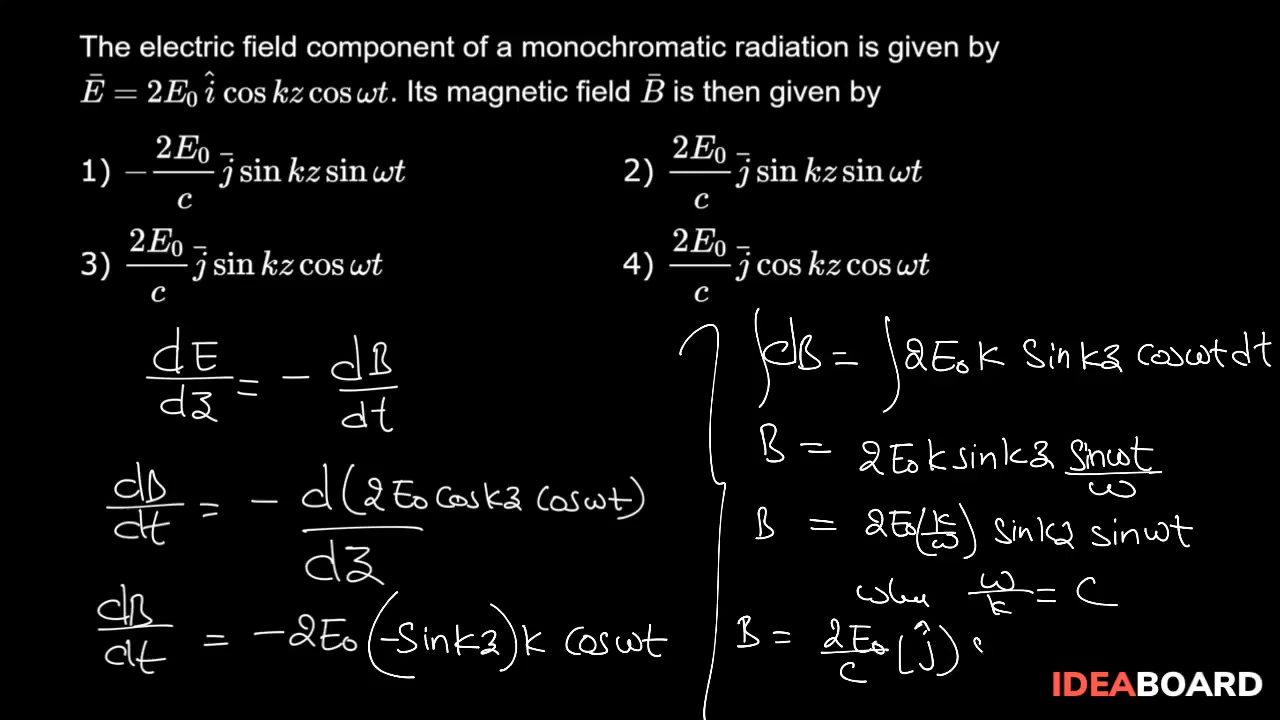 The electric field component of a monochromatic radiation is given by
Ē = 2E₀ î cos kz cos ωt. Its magnetic field B̄ is then given by
1) −2E₀/c j̄ sin kz sin ωt
2) 2E₀/c j̄ sin kz sin ωt
3) 2E₀/c j̄ sin kz cos ωt
4) 2E₀/c j̄ cos kz cos ωt
dE/dz = − dB/dt
dB/dt = − d(2E₀ cos kz cos ωt)/dz
dB/dt = −2E₀ (−sin kz) k cos ωt
∫dB = ∫2E₀k sin kz cos ωt dt
B = 2E₀ k sin kz sin ωt/ω
B = 2E₀(k/ω) sin kz sin ωt
ω/k = C
B = 2E₀/C (ĵ) s
IDEABOARD